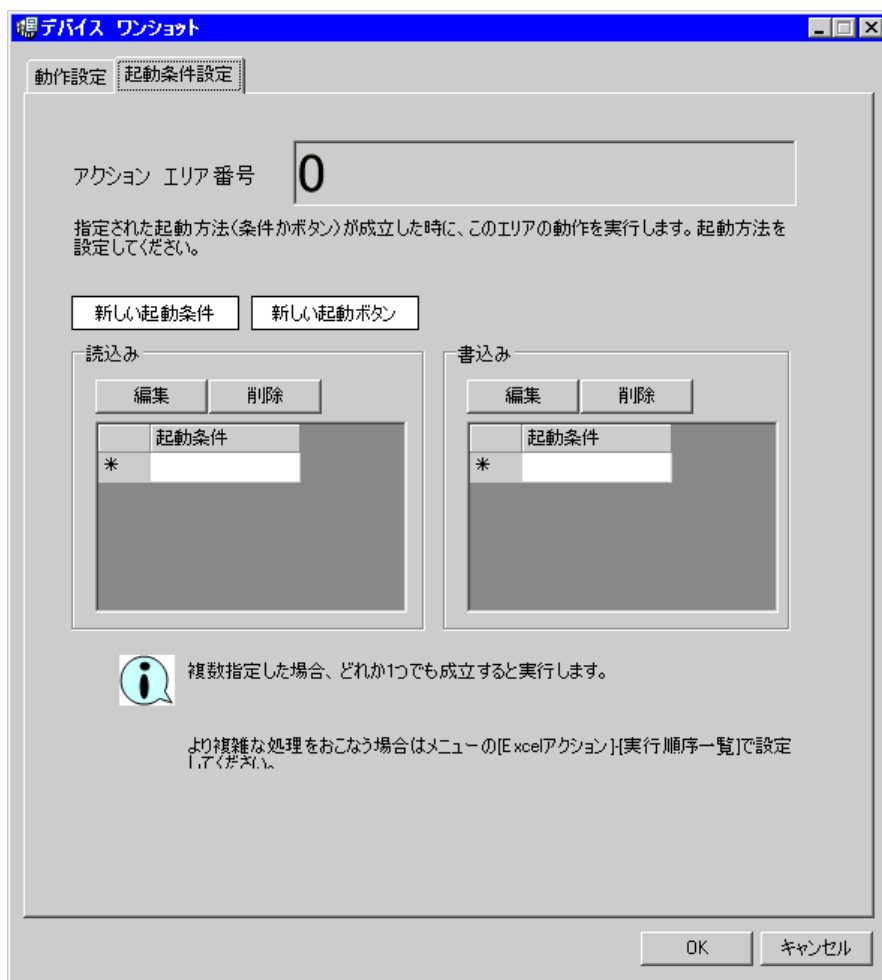 デバイス ワンショット
動作設定 起動条件設定
アクション エリア番号 0
指定された起動方法(条件かボタン)が成立した時に、このエリアの動作を実行します。起動方法を
設定してください。
新しい起動条件 新しい起動ボタン
読込み 書込み
編集 削除 編集 削除
起動条件 起動条件
* *
複数指定した場合、どれか1つでも成立すると実行します。
より複雑な処理をおこなう場合はメニューの[Excelアクション]-[実行順序一覧]で設定
してください。
OK キャンセル